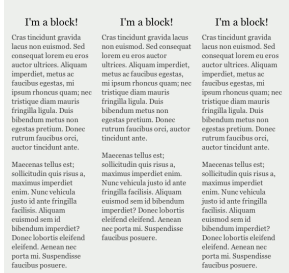 I'm a block!
Cras tincidunt gravida
lacus non euismod. Sed
consequat lorem eu eros
auctor ultrices. Aliquam
imperdiet, metus ac
faucibus egestas, mi
ipsum rhoncus quam; nec
tristique diam mauris
fringilla ligula. Duis
bibendum metus non
egestas pretium. Donec
rutrum faucibus orci,
auctor tincidunt ante.
Maecenas tellus est;
sollicitudin quis risus a,
maximus imperdiet
enim. Nunc vehicula
justo id ante fringilla
facilisis. Aliquam
euismod sem id
bibendum imperdiet?
Donec lobortis eleifend
eleifend. Aenean nec
porta mi. Suspendisse
faucibus posuere.
I'm a block!
Cras tincidunt gravida lacus
non euismod. Sed consequat
lorem eu eros auctor
ultrices. Aliquam imperdiet,
metus ac faucibus egestas,
mi ipsum rhoncus quam;
nec tristique diam mauris
fringilla ligula. Duis
bibendum metus non
egestas pretium. Donec
rutrum faucibus orci, auctor
tincidunt ante.
Maecenas tellus est;
sollicitudin quis risus a,
maximus imperdiet enim.
Nunc vehicula justo id ante
fringilla facilisis. Aliquam
euismod sem id bibendum
imperdiet? Donec lobortis
eleifend eleifend. Aenean
nec porta mi. Suspendisse
faucibus posuere.
I'm a block!
Cras tincidunt gravida
lacus non euismod. Sed
consequat lorem eu eros
auctor ultrices. Aliquam
imperdiet, metus ac
faucibus egestas, mi
ipsum rhoncus quam; nec
tristique diam mauris
fringilla ligula. Duis
bibendum metus non
egestas pretium. Donec
rutrum faucibus orci,
auctor tincidunt ante.
Maecenas tellus est;
sollicitudin quis risus a,
maximus imperdiet
enim. Nunc vehicula
justo id ante fringilla
facilisis. Aliquam
euismod sem id
bibendum imperdiet?
Donec lobortis eleifend
eleifend. Aenean nec
porta mi. Suspendisse
faucibus posuere.